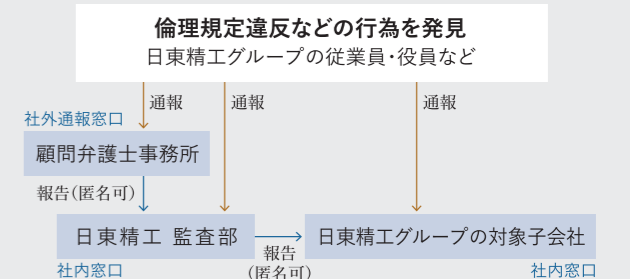 倫理規定違反などの行為を発見
日東精工グループの従業員・役員など
通報
通報
通報
社外通報窓口
顧問弁護士事務所
報告(匿名可)
日東精工 監査部
報告
(匿名可)
日東精工グループの対象子会社
社内窓口
社内窓口